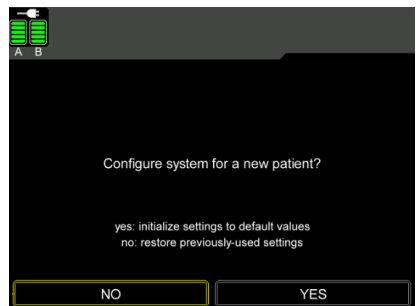 A B
Configure system for a new patient?
yes: initialize settings to default values
no: restore previously-used settings
NO YES